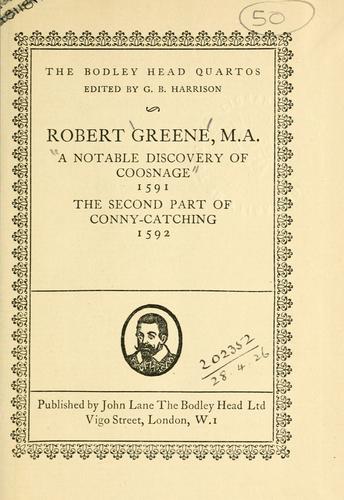 50
THE BODLEY HEAD QUARTOS
EDITED BY G. B. HARRISON
ROBERT GREENE, M.A.
"A NOTABLE DISCOVERY OF
COOSNAGE"
1591
THE SECOND PART OF
CONNY-CATCHING
1592
202352
28.4.26
Published by John Lane The Bodley Head Ltd
Vigo Street, London, W.1